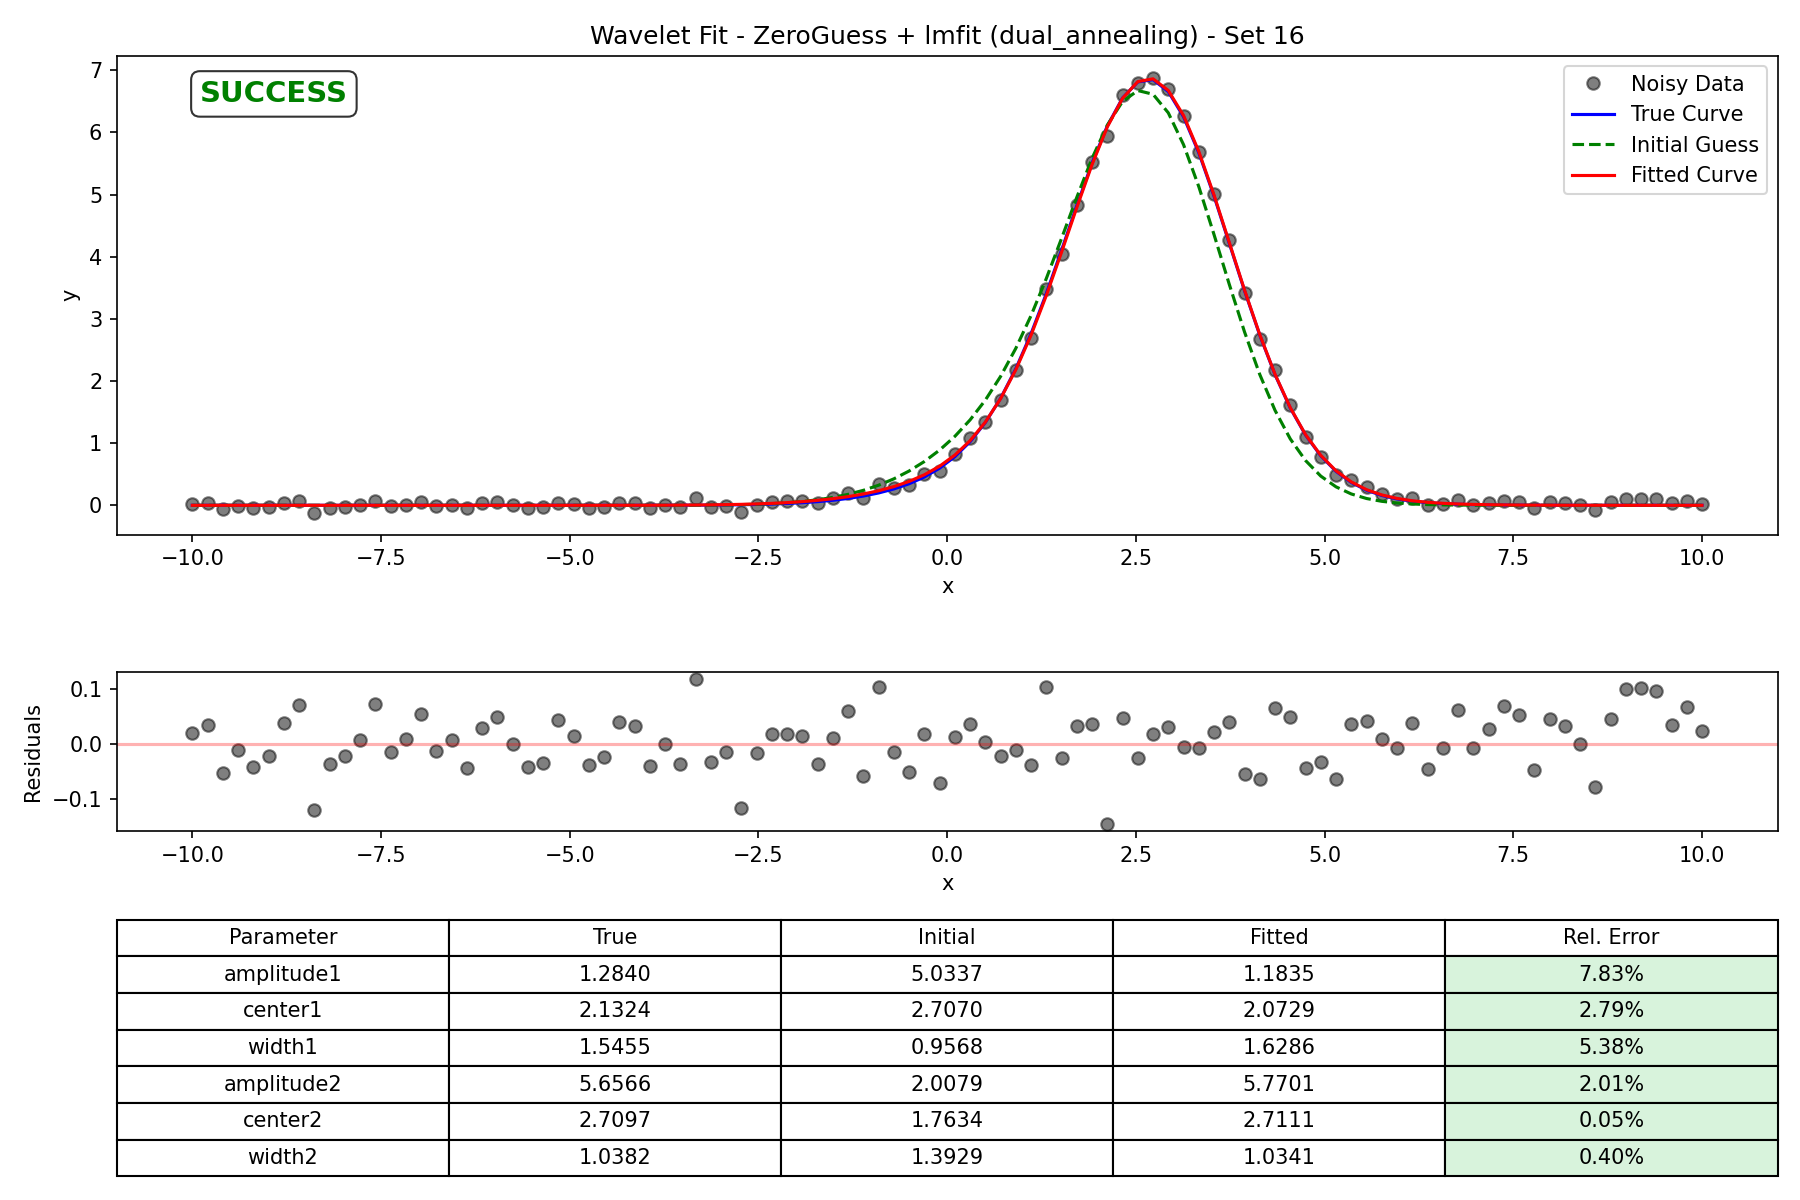 Wavelet Fit - ZeroGuess + lmfit (dual_annealing) - Set 16
SUCCESS
Noisy Data
True Curve
Initial Guess
Fitted Curve
y
7
6
5
4
3
2
1
0
−10.0 −7.5 −5.0 −2.5 0.0 2.5 5.0 7.5 10.0
x
Residuals
0.1
0.0
−0.1
−10.0 −7.5 −5.0 −2.5 0.0 2.5 5.0 7.5 10.0
x
Parameter True Initial Fitted Rel. Error
amplitude1 1.2840 5.0337 1.1835 7.83%
center1 2.1324 2.7070 2.0729 2.79%
width1 1.5455 0.9568 1.6286 5.38%
amplitude2 5.6566 2.0079 5.7701 2.01%
center2 2.7097 1.7634 2.7111 0.05%
width2 1.0382 1.3929 1.0341 0.40%